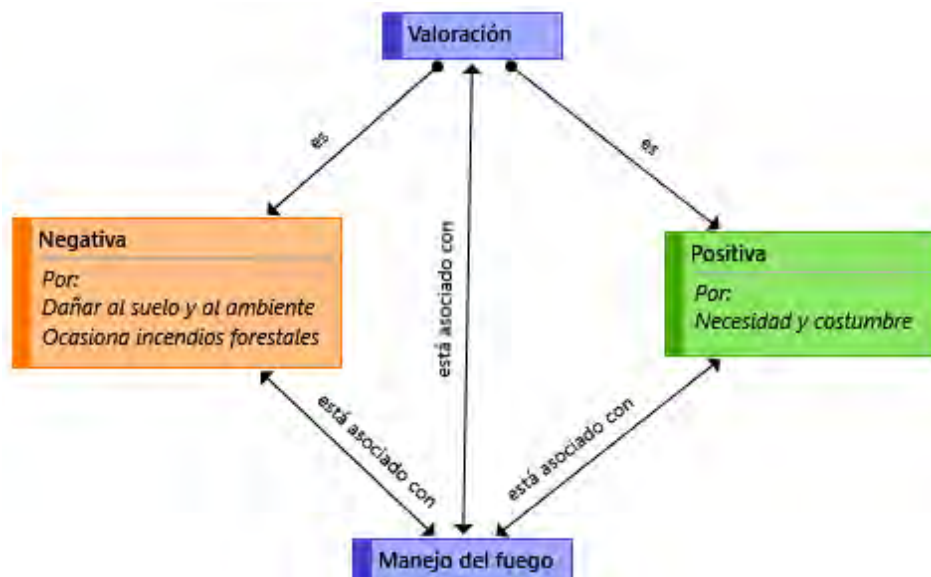 Valoración
es
es
está asociado con
Negativa
Por:
Dañar al suelo y al ambiente
Ocasiona incendios forestales
Positiva
Por:
Necesidad y costumbre
está asociado con
está asociado con
Manejo del fuego